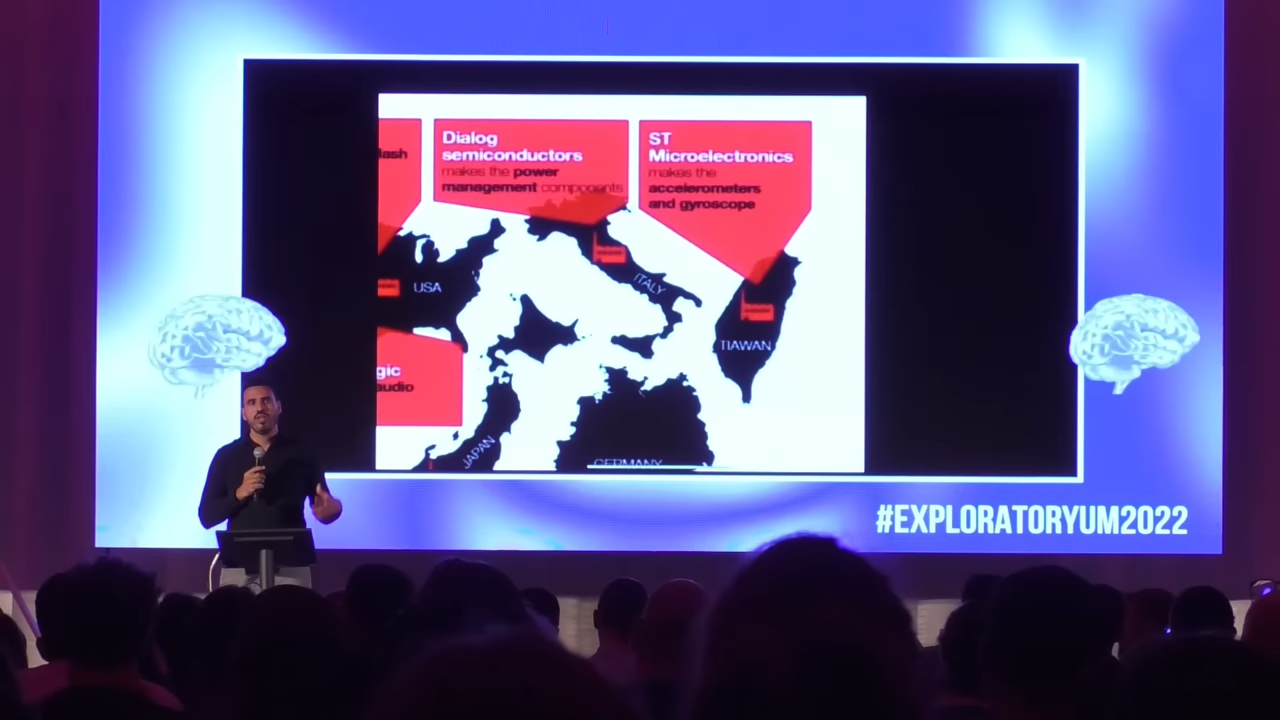 lash
Dialog
semiconductors
makes the power
management components
ST
Microelectronics
makes the
accelerometers
and gyroscope
USA
ITALY
TIAWAN
gic
audio
JAPAN
GERMANY
#EXPLORATORYUM2022